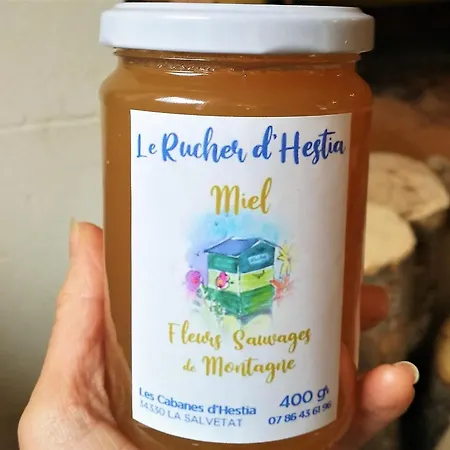 Le Rucher d'Hestia
Miel
Fleurs Sauvages
de Montagne
Les Cabanes d'Hestia
34330 LA SALVETAT
400 g
07 86 43 61 96